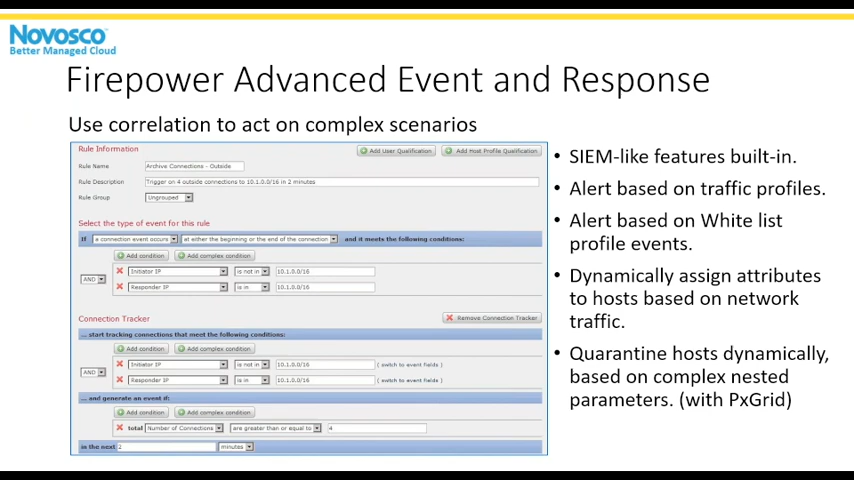 Novosco
Better Managed Cloud
Firepower Advanced Event and Response
Use correlation to act on complex scenarios
Rule Information
Add User Qualification
Add Host Profile Qualification
Rule Name
Archive Connections - Outside
Rule Description
Trigger on 4 outside connections to 10.1.0.0/16 in 2 minutes
Rule Group
Ungrouped
Select the type of event for this rule
If a connection event occurs at either the beginning or the end of the connection and it meets the following conditions:
Add condition
Add complex condition
AND
Initiator IP is not in 10.1.0.0/16
Responder IP is in 10.1.0.0/16
Connection Tracker
Remove Connection Tracker
... start tracking connections that meet the following conditions:
Add condition
Add complex condition
AND
Initiator IP is not in 10.1.0.0/16 ( switch to event fields )
Responder IP is in 10.1.0.0/16 ( switch to event fields )
... and generate an event if:
Add condition
Add complex condition
total Number of Connections are greater than or equal to 4
in the next 2 minutes
• SIEM-like features built-in.
• Alert based on traffic profiles.
• Alert based on White list
profile events.
• Dynamically assign attributes
to hosts based on network
traffic.
• Quarantine hosts dynamically,
based on complex nested
parameters. (with PxGrid)